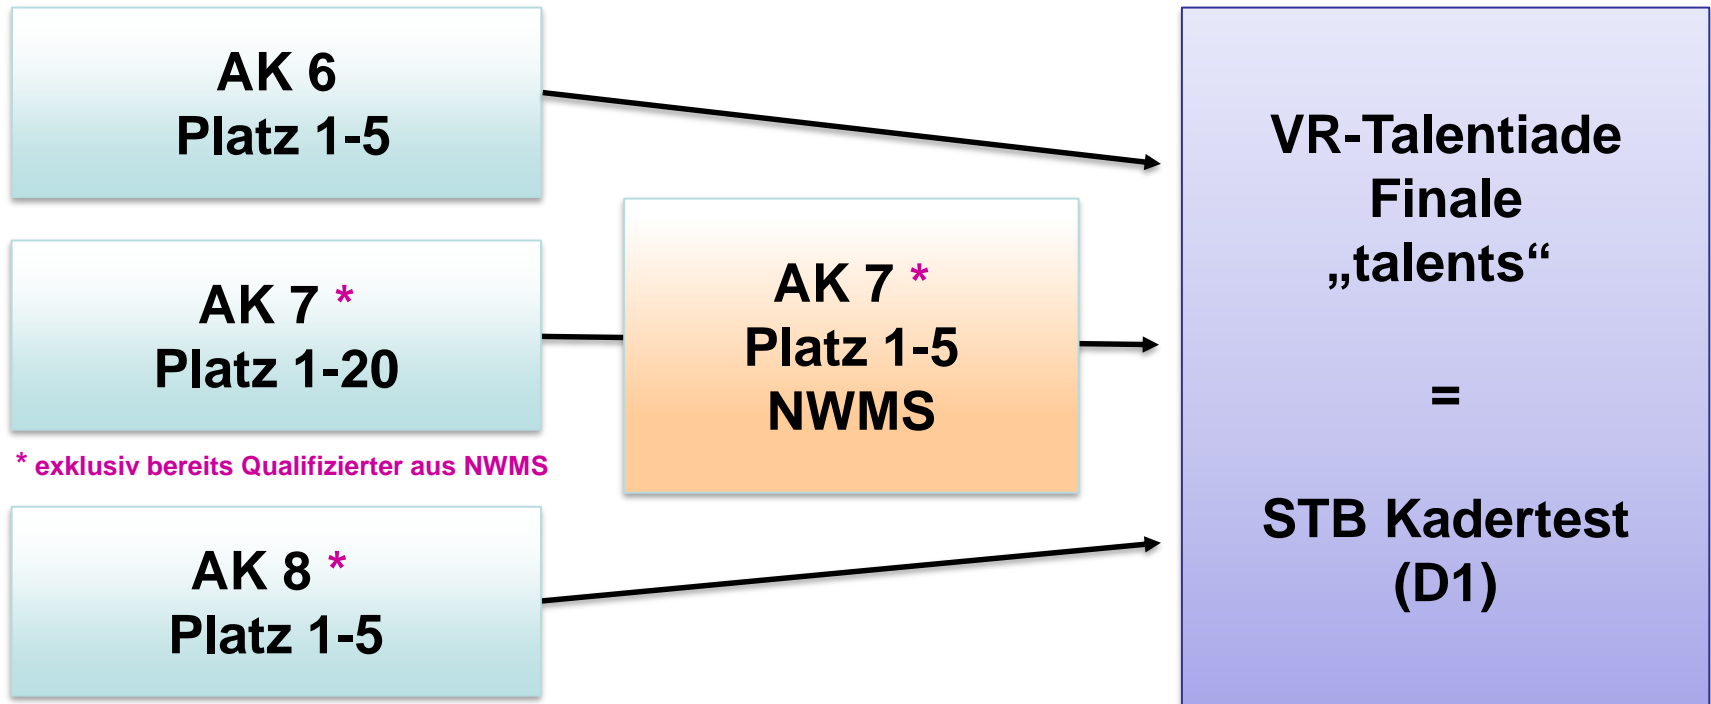 AK 6
Platz 1-5
AK 7 *
Platz 1-20
* exklusiv bereits Qualifizierter aus NWMS
AK 8 *
Platz 1-5
AK 7 *
Platz 1-5
NWMS
VR-Talentiade
Finale
„talents“
=
STB Kadertest
(D1)